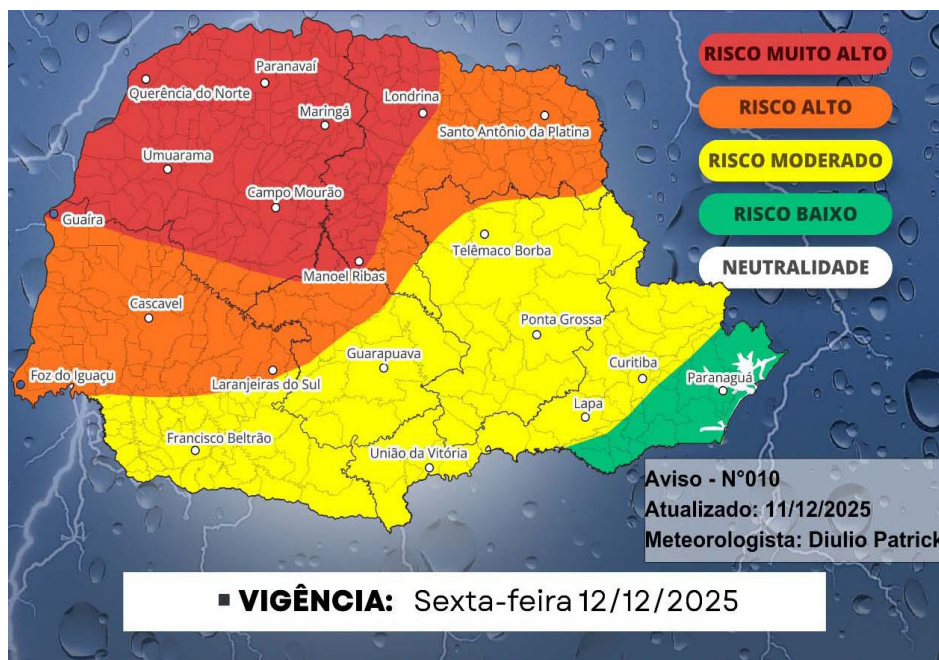 RISCO MUITO ALTO
RISCO ALTO
RISCO MODERADO
RISCO BAIXO
NEUTRALIDADE
Paranavaí
Querência do Norte
Londrina
Maringá
Santo Antônio da Platina
Umuarama
Campo Mourão
Guaíra
Telêmaco Borba
Manoel Ribas
Cascavel
Ponta Grossa
Guarapuava
Curitiba
Foz do Iguaçu
Laranjeiras do Sul
Paranaguá
Lapa
Francisco Beltrão
União da Vitória
Aviso - N°010
Atualizado: 11/12/2025
Meteorologista: Diulio Patrick
▪ VIGÊNCIA: Sexta-feira 12/12/2025